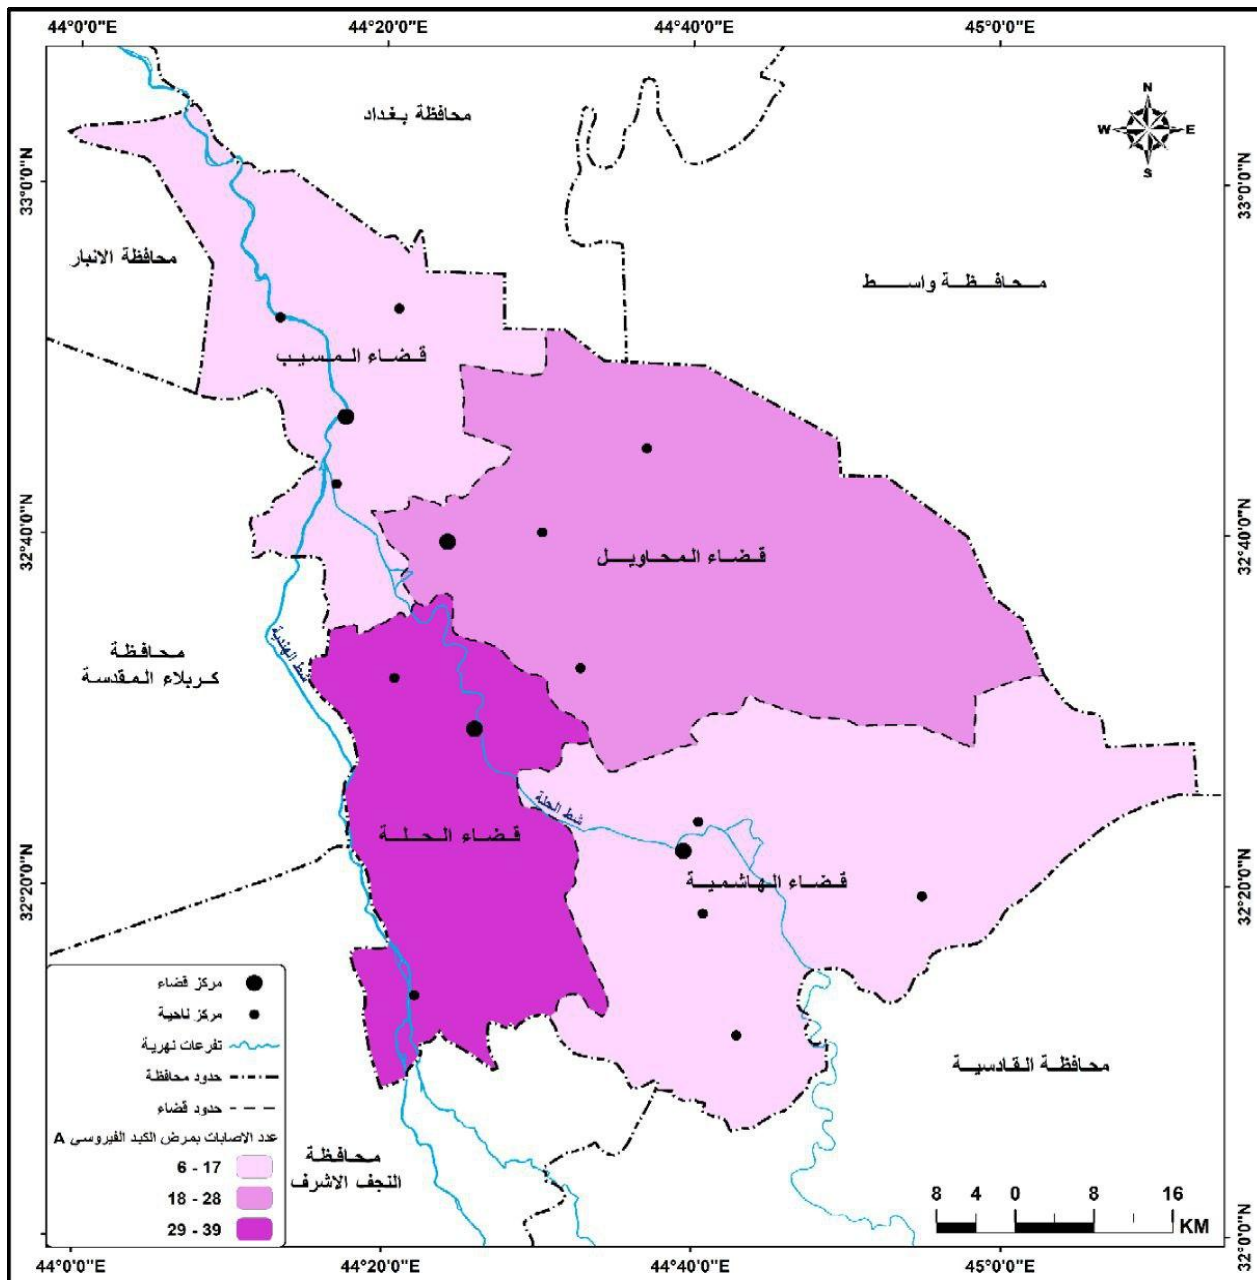 44°0'0"E 44°20'0"E 44°40'0"E 45°0'0"E
N
W E
S
محافظة بغداد
33°0'0"N 33°0'0"N
محافظة الانبار
محافظة واسط
قضاء المسيب
32°40'0"N 32°40'0"N
قضاء المحاويل
محافظة
كربلاء المقدسة
شط الهندية
شط الحلة
قضاء الحلة
قضاء الهاشمية
32°20'0"N 32°20'0"N
محافظة القادسية
محافظة
النجف الاشرف
مركز قضاء
مركز ناحية
تفرعات نهرية
حدود محافظة
حدود قضاء
عدد الاصابات بمرض الكبد الفيروسي A
6 - 17
18 - 28
29 - 39
8 4 0 8 16
KM
32°0'0"N
44°0'0"E 44°20'0"E 44°40'0"E 45°0'0"E